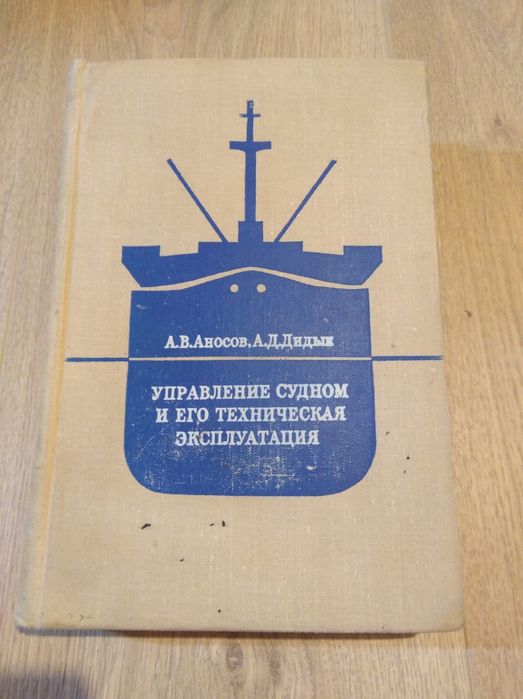 А.В.Аносов, А.Д.Дидык
УПРАВЛЕНИЕ СУДНОМ
И ЕГО ТЕХНИЧЕСКАЯ
ЭКСПЛУАТАЦИЯ